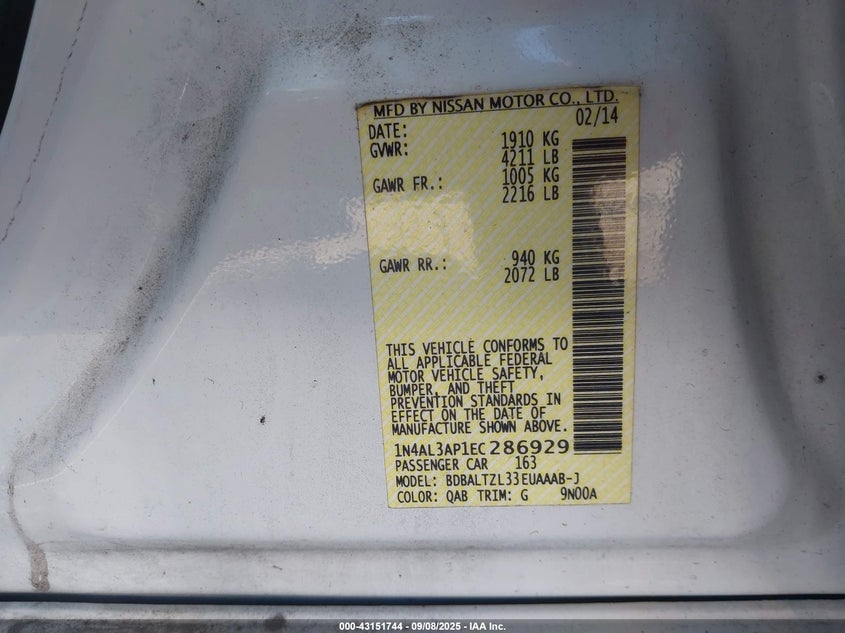 MFD BY NISSAN MOTOR CO., LTD.
DATE: 02/14
GVWR: 1910 KG
4211 LB
GAWR FR.: 1005 KG
2216 LB
GAWR RR.: 940 KG
2072 LB
THIS VEHICLE CONFORMS TO
ALL APPLICABLE FEDERAL
MOTOR VEHICLE SAFETY,
BUMPER, AND THEFT
PREVENTION STANDARDS IN
EFFECT ON THE DATE OF
MANUFACTURE SHOWN ABOVE.
1N4AL3AP1EC286929
PASSENGER CAR 163
MODEL: BDBALTZL33EUAAAB-J
COLOR: QAB TRIM: G 9N00A
000-43151744 - 09/08/2025 - IAA Inc.